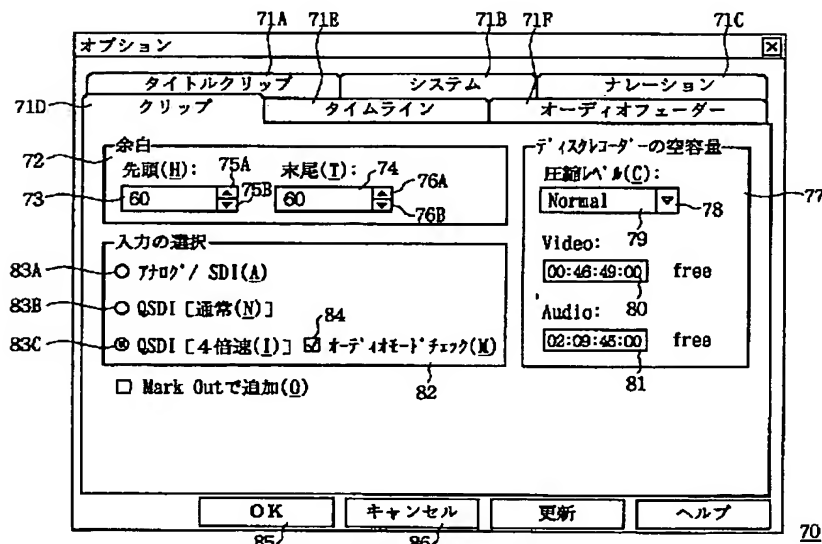 71A 71E 71B 71F 71C
オプション
タイトルクリップ システム ナレーション
71D クリップ タイムライン オーディオフェーダー
72 余白 ディスクレコーダーの空容量
先頭(H): 75A 末尾(T): 74 圧縮レベル(C): 77
73 60 75B 60 76A Normal 78
76B 79
入力の選択 Video:
83A アナログ / SDI(A) 00:46:49:00 free
83B QSDI [通常(N)] 84 80
Audio:
83C QSDI [4倍速(I)] オーディオモードチェック(M) 02:09:45:00 free
82 81
Mark Outで追加(O)
OK キャンセル 更新 ヘルプ
85 86 70